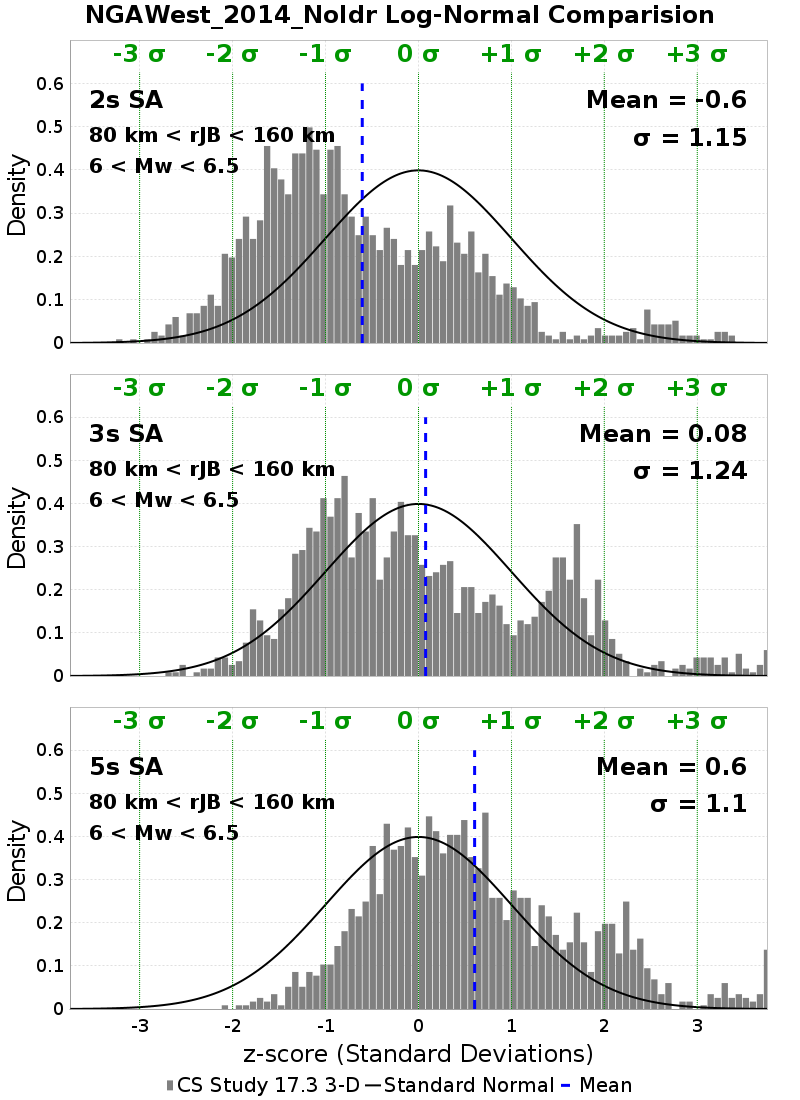 NGAWest_2014_NoIdr Log-Normal Comparision
-3 σ -2 σ -1 σ 0 σ +1 σ +2 σ +3 σ
2s SA
80 km < rJB < 160 km
6 < Mw < 6.5
Mean = -0.6
σ = 1.15
Density
0.6
0.5
0.4
0.3
0.2
0.1
0
-3 σ -2 σ -1 σ 0 σ +1 σ +2 σ +3 σ
3s SA
80 km < rJB < 160 km
6 < Mw < 6.5
Mean = 0.08
σ = 1.24
Density
0.6
0.5
0.4
0.3
0.2
0.1
0
-3 σ -2 σ -1 σ 0 σ +1 σ +2 σ +3 σ
5s SA
80 km < rJB < 160 km
6 < Mw < 6.5
Mean = 0.6
σ = 1.1
Density
0.6
0.5
0.4
0.3
0.2
0.1
0
-3 -2 -1 0 1 2 3
z-score (Standard Deviations)
CS Study 17.3 3-D Standard Normal Mean